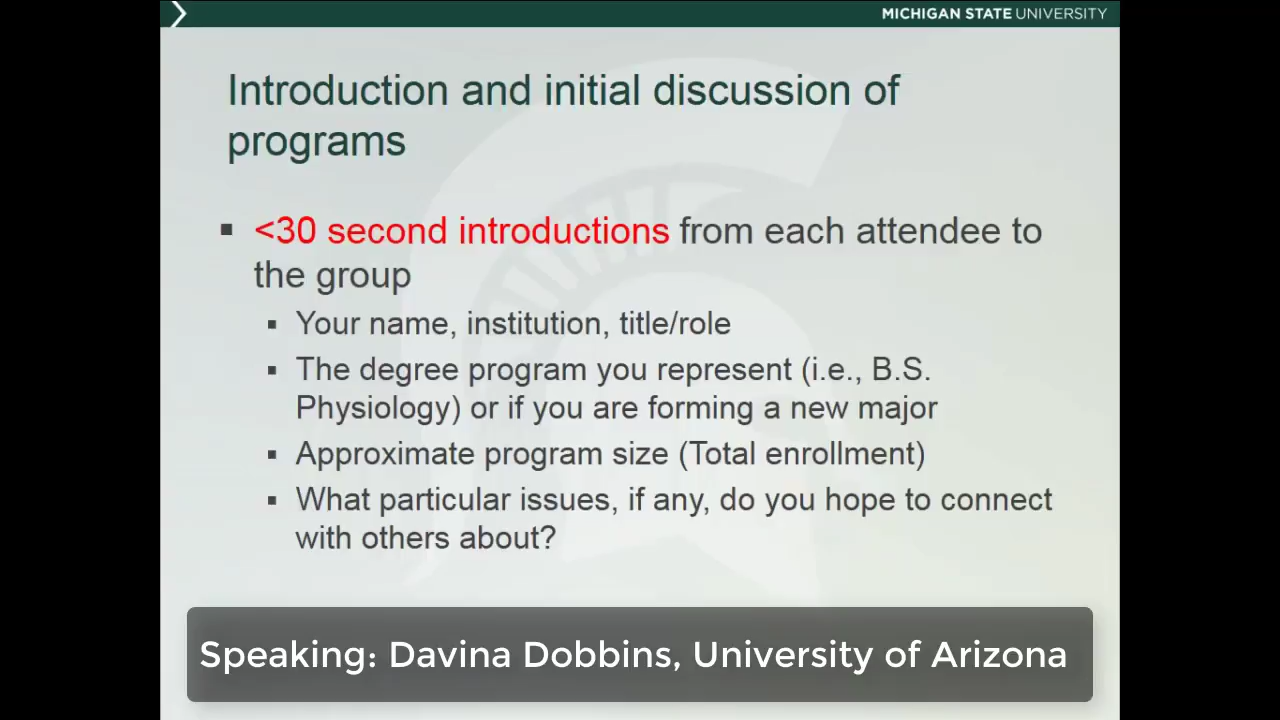 MICHIGAN STATE UNIVERSITY
Introduction and initial discussion of
programs
<30 second introductions from each attendee to
the group
Your name, institution, title/role
The degree program you represent (i.e., B.S.
Physiology) or if you are forming a new major
Approximate program size (Total enrollment)
What particular issues, if any, do you hope to connect
with others about?
Speaking: Davina Dobbins, University of Arizona